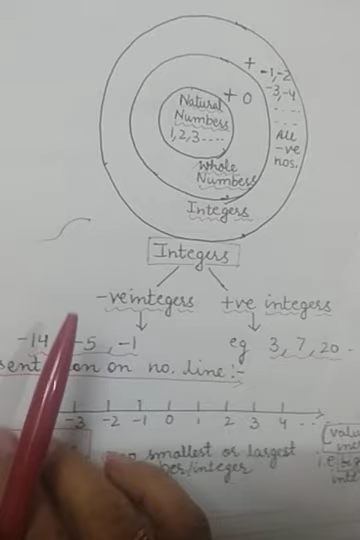 Natural
Numbers
1,2,3 ----
+ 0
Whole
Numbers
Integers
+
-1,-2
-3,-4
----
---
All
-ve
nos.
Integers
-ve integers
+ve integers
-14 -5, -1
eg 3, 7, 20 -
on no. line :-
-3 -2 -1 0 1 2 3 4 ...
smallest or largest
/integer